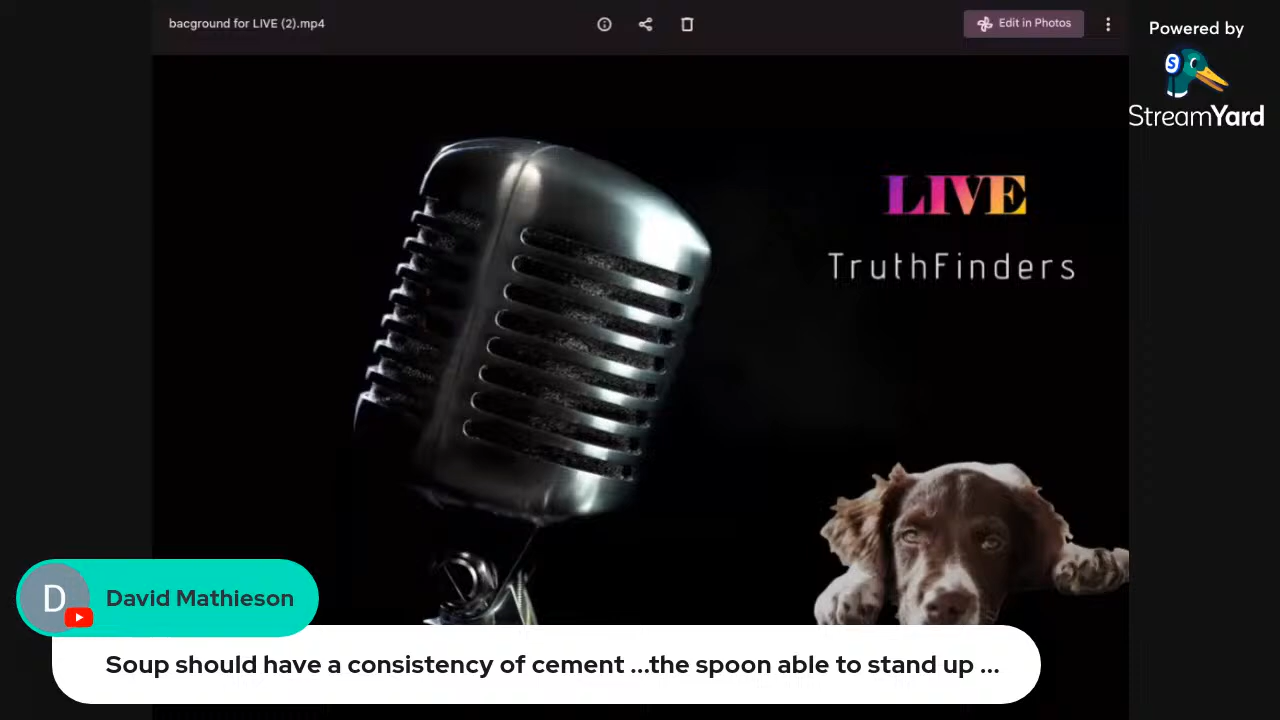 bacground for LIVE (2).mp4
Edit in Photos
Powered by
S
StreamYard
LIVE
TruthFinders
D
David Mathieson
Soup should have a consistency of cement ...the spoon able to stand up ...